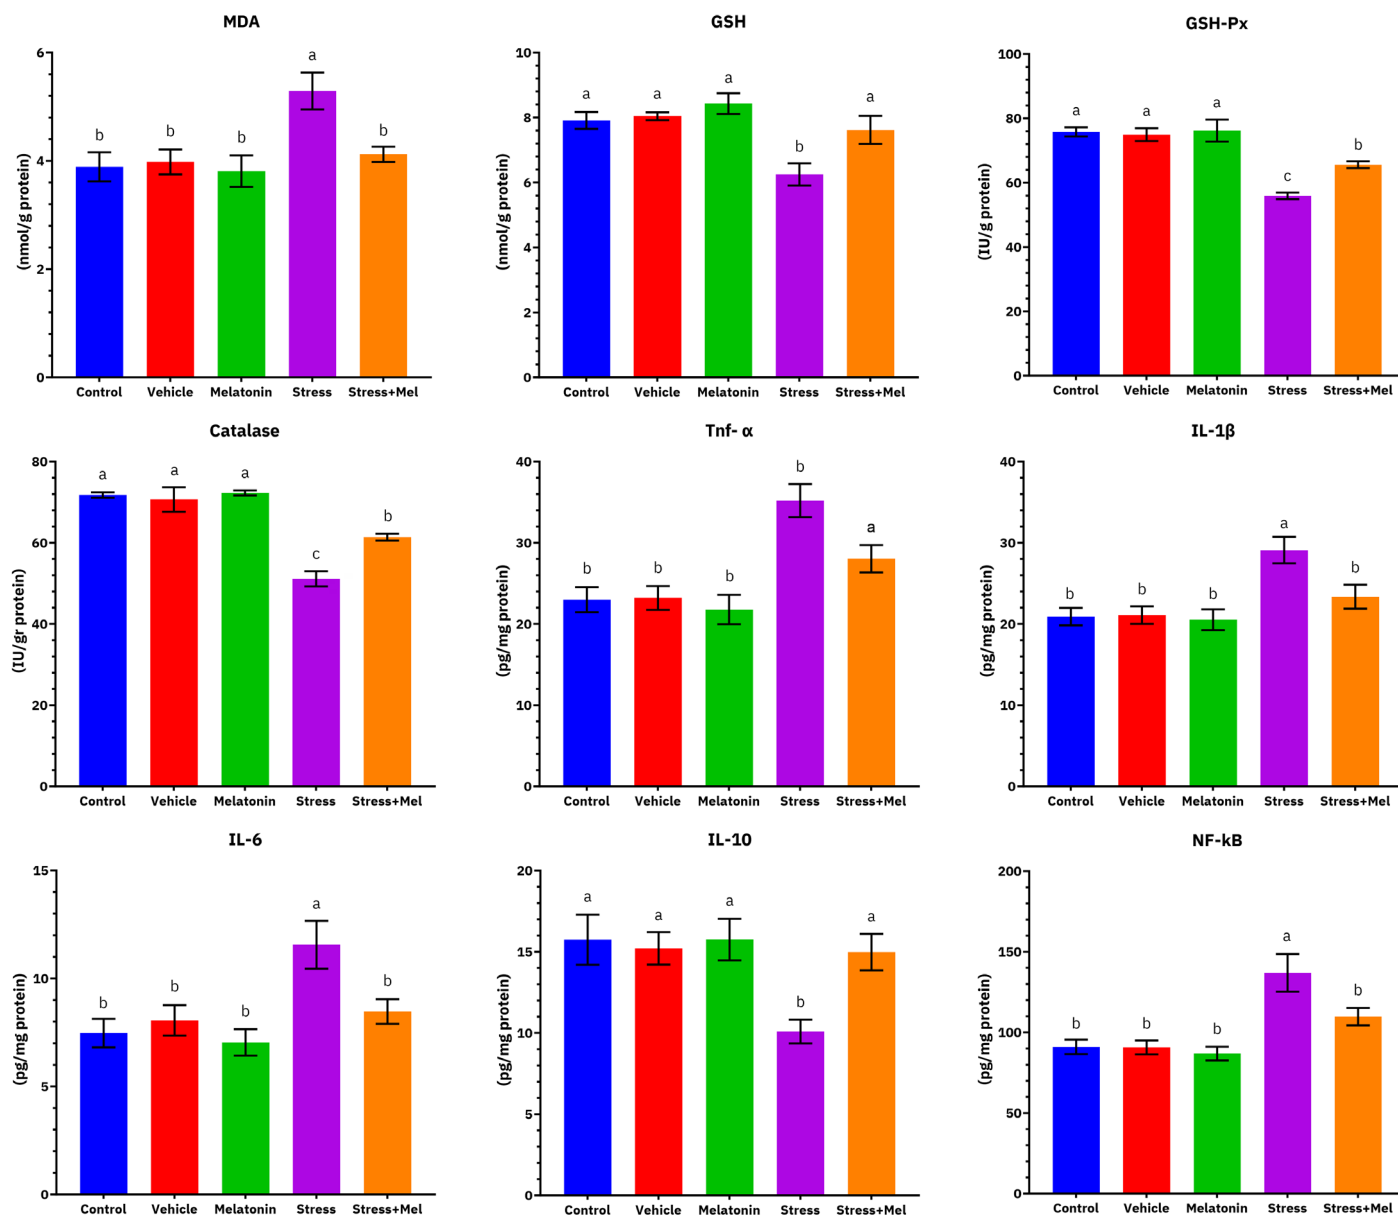 MDA
GSH
GSH-Px
6
4
2
0
(nmol/g protein)
b
b
b
a
b
Control Vehicle Melatonin Stress Stress+Mel
10
8
6
4
2
0
(nmol/g protein)
a
a
a
b
a
Control Vehicle Melatonin Stress Stress+Mel
100
80
60
40
20
0
(IU/g protein)
a
a
a
c
b
Control Vehicle Melatonin Stress Stress+Mel
Catalase
Tnf- α
IL-1β
80
60
40
20
0
(IU/gr protein)
a
a
a
c
b
Control Vehicle Melatonin Stress Stress+Mel
40
30
20
10
0
(pg/mg protein)
b
b
b
b
a
Control Vehicle Melatonin Stress Stress+Mel
40
30
20
10
0
(pg/mg protein)
b
b
b
a
b
Control Vehicle Melatonin Stress Stress+Mel
IL-6
IL-10
NF-kB
15
10
5
0
(pg/mg protein)
b
b
b
a
b
Control Vehicle Melatonin Stress Stress+Mel
20
15
10
5
0
(pg/mg protein)
a
a
a
b
a
Control Vehicle Melatonin Stress Stress+Mel
200
150
100
50
0
(pg/mg protein)
b
b
b
a
b
Control Vehicle Melatonin Stress Stress+Mel